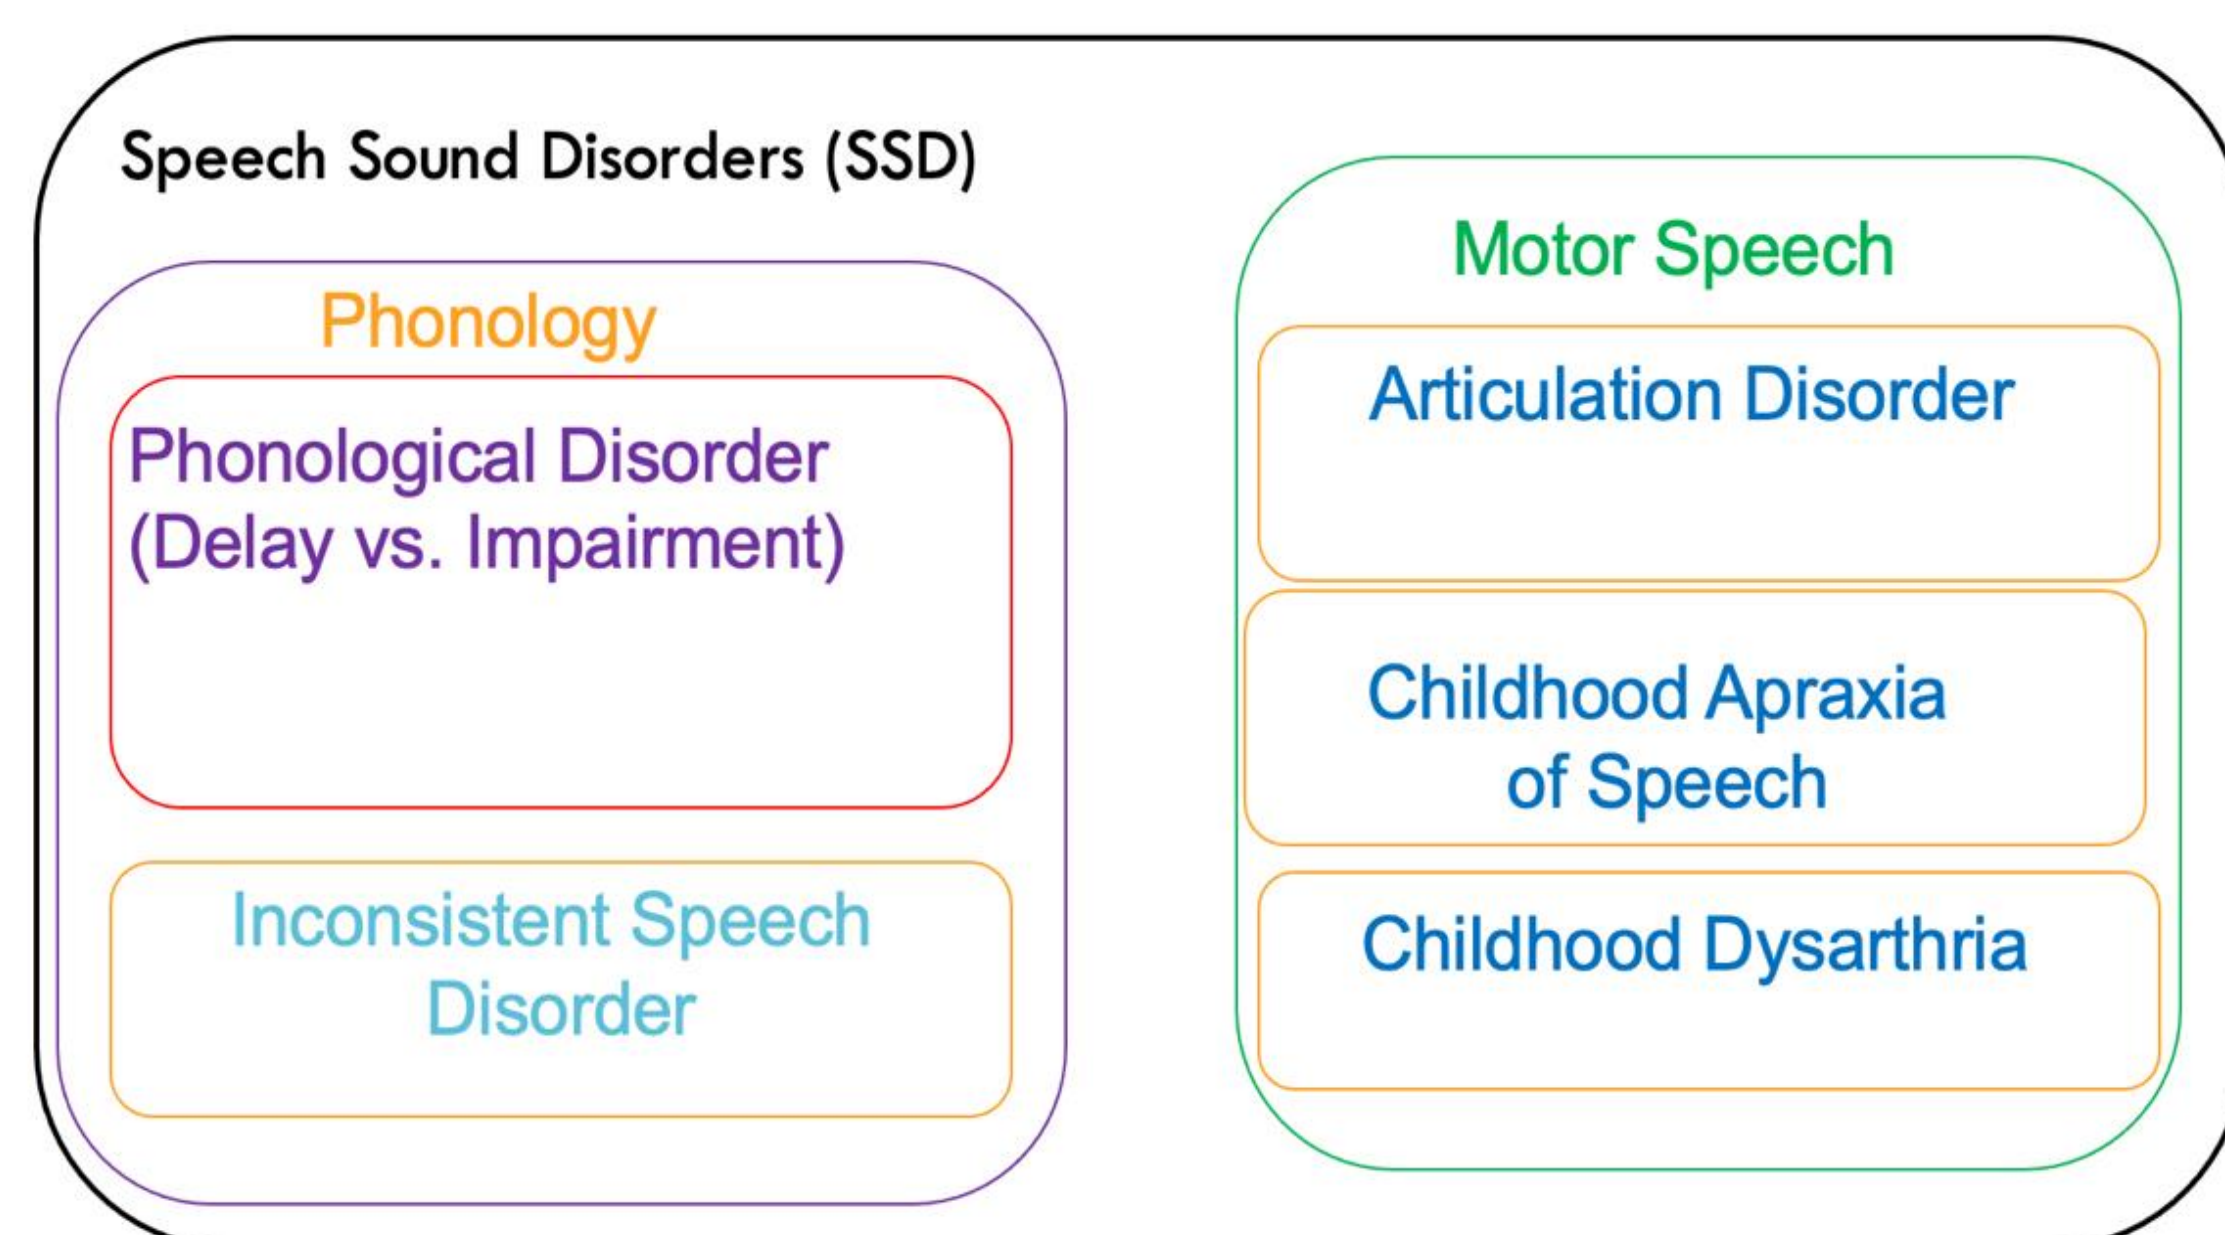 Speech Sound Disorders (SSD)
Phonology
Phonological Disorder
(Delay vs. Impairment)
Inconsistent Speech
Disorder
Motor Speech
Articulation Disorder
Childhood Apraxia
of Speech
Childhood Dysarthria